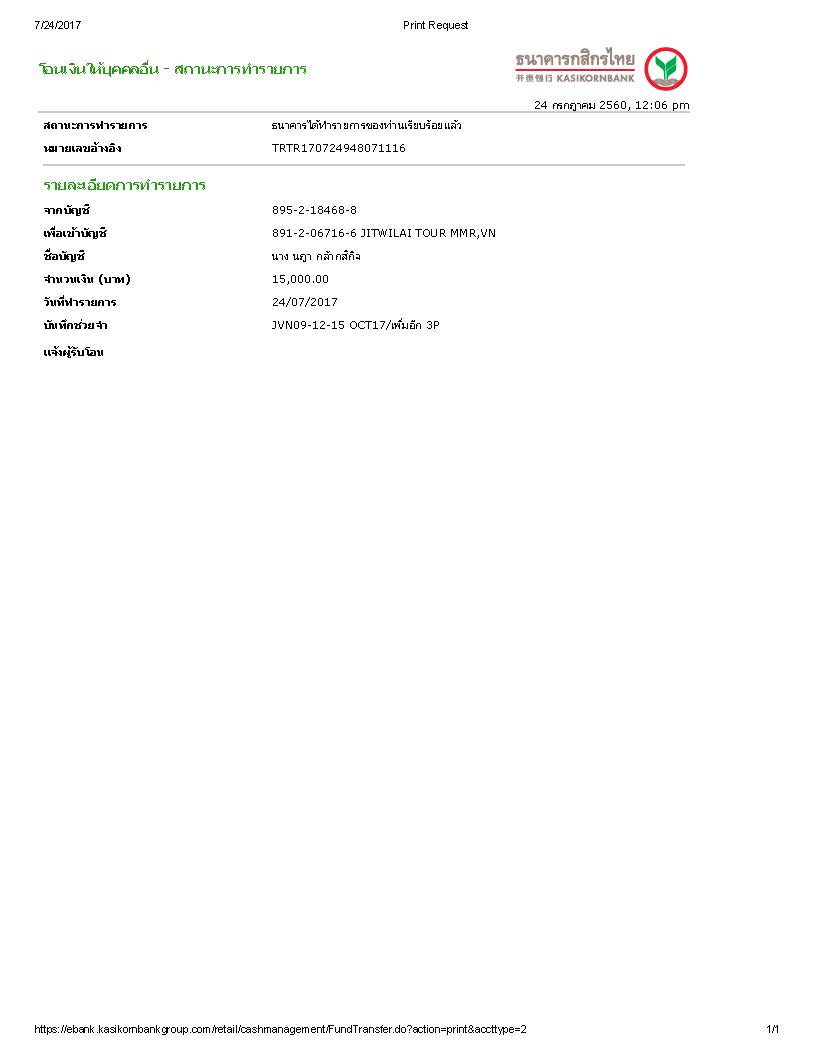 7/24/2017 Print Request
โอนเงินให้บุคคลอื่น - สถานะการทำรายการ
ธนาคารกสิกรไทย
开泰银行 KASIKORNBANK
24 กรกฎาคม 2560, 12:06 pm
สถานะการทำรายการ ธนาคารได้ทำรายการของท่านเรียบร้อยแล้ว
หมายเลขอ้างอิง TRTR170724948071116
รายละเอียดการทำรายการ
จากบัญชี 895-2-18468-8
เพื่อเข้าบัญชี 891-2-06716-6 JITWILAI TOUR MMR,VN
ชื่อบัญชี นาง นฎา
จำนวนเงิน (บาท) 15,000.00
วันที่ทำรายการ 24/07/2017
บันทึกช่วยจำ JVN09-12-15 OCT17/เพิ่มอีก 3P
แจ้งผู้รับโอน
https://ebank.kasikornbankgroup.com/retail/cashmanagement/FundTransfer.do?action=print&accttype=2 1/1